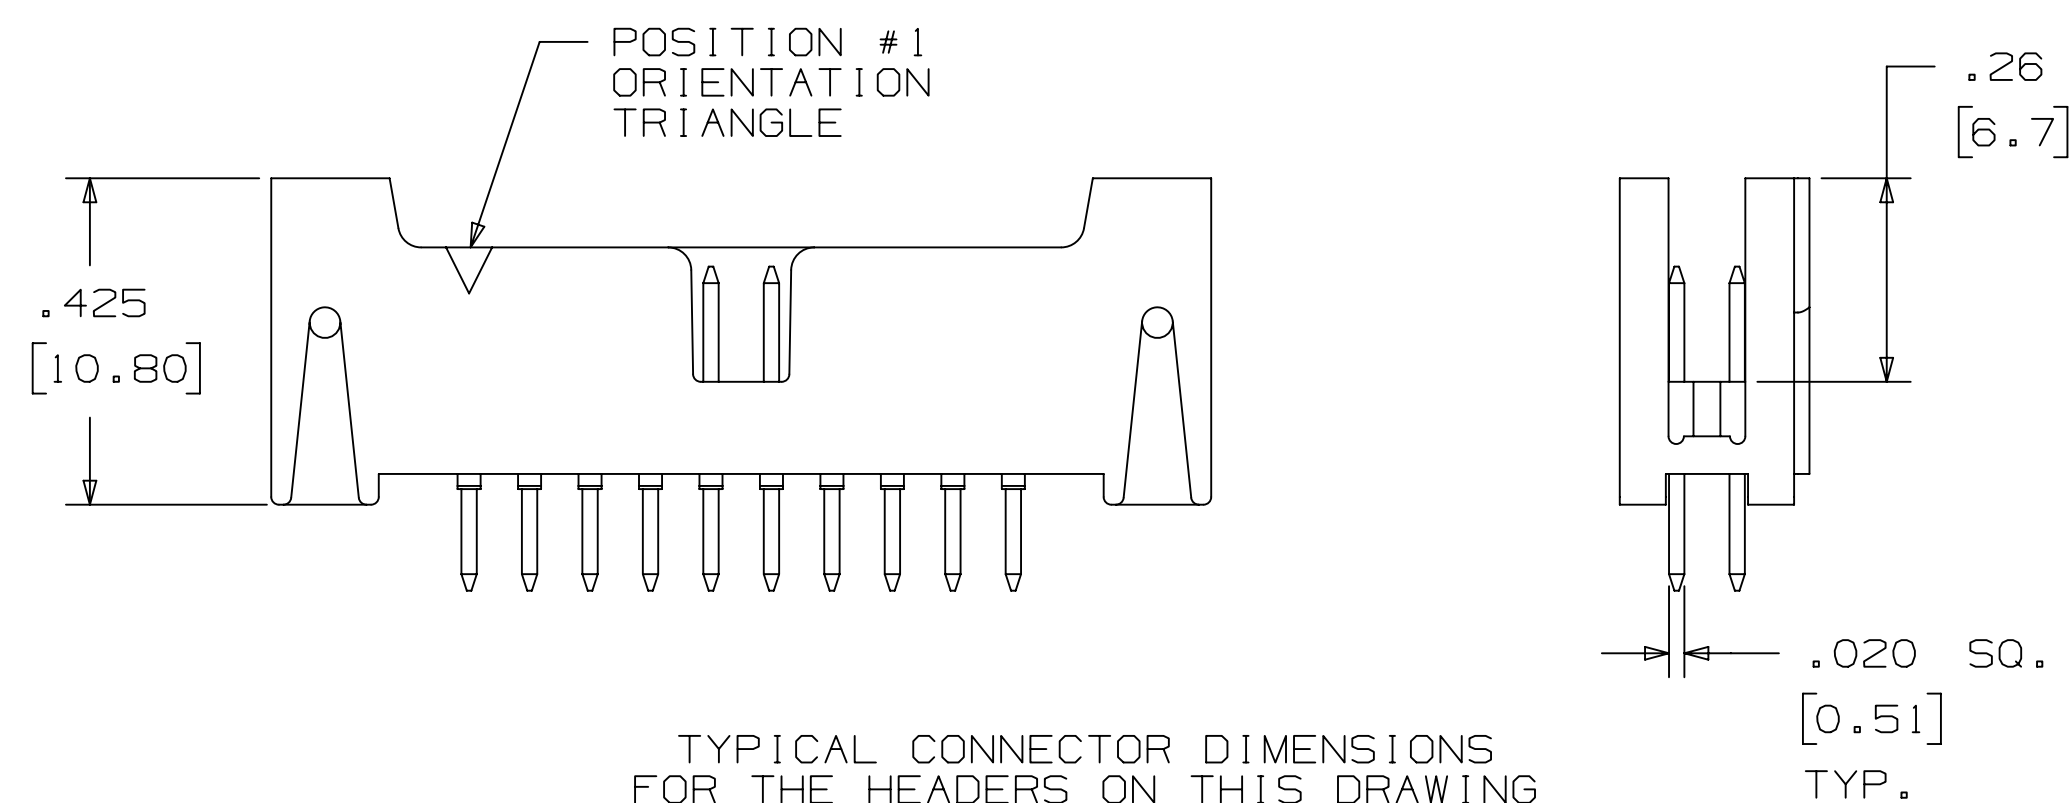 POSITION #1
ORIENTATION
TRIANGLE
.26
[6.7]
.425
[10.80]
.020 SQ.
[0.51]
TYP.
TYPICAL CONNECTOR DIMENSIONS
FOR THE HEADERS ON THIS DRAWING